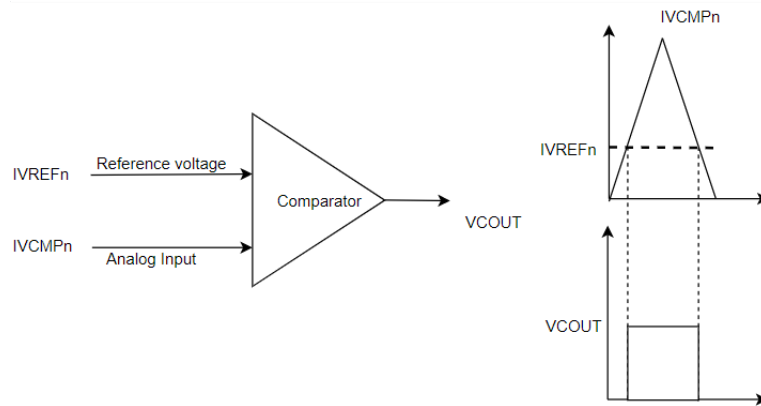 IVREFn
Reference voltage
IVCMPn
Analog Input
Comparator
VCOUT
IVCMPn
IVREFn
VCOUT